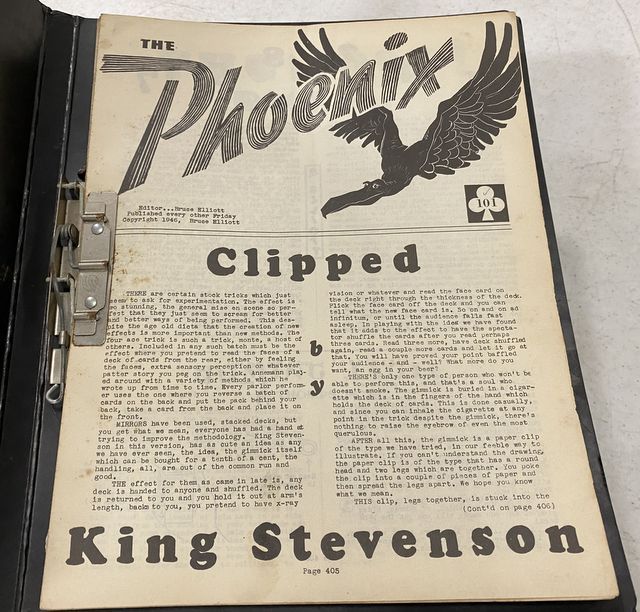 THE
Phoenix
Editor...Bruce Elliott
Published every other Friday
Copyright 1946, Bruce Elliott
101
Clipped
THERE are certain stock tricks which just
seem to ask for experimentation. The effect is
so stunning, the general mise en scene so per-
fect that they just seem to scream for better
and better ways of being performed. This des-
pite the age old dicta that the creation of new
effects is more important than new methods. The
four ace trick is such a trick, monte, a host of
others. Included in any such batch must be the
effect where you pretend to read the faces of a
deck of cards from the rear, either by feeling
the faces, extra sensory perception or whatever
patter story you peg on the trick. Annemann play-
ed around with a variety of methods which he
wrote up from time to time. Every parlor perform-
er uses the one where you reverse a batch of
cards on the back and put the pack behind your
back, take a card from the back and place it on
the front.
MIRRORS have been used, stacked decks, but
you get what we mean, everyone has had a hand at
trying to improve the methodology. King Steven-
son in this version, has as cute an idea as any
we have ever seen, the idea, the gimmick itself
which can be bought for a tenth of a cent, the
handling, all, are out of the common run and
good.
THE effect for them as came in late is, any
deck is handed to anyone and shuffled. The deck
is returned to you and you hold it out at arm's
length, backs to you, you pretend to have x-ray
by
vision or whatever and read the face card on
the deck right through the thickness of the deck.
Flick the face card off the deck and you can
tell what the new face card is. So on and on ad
infinitum, or until the audience falls fast
asleep. In playing with the idea we have found
that it adds to the effect to have the specta-
tor shuffle the cards after you read perhaps
three cards. Read three more, have deck shuffled
again, read a couple more cards and let it go at
that. You will have proved your point baffled
your audience - and - well? What more do you
want, an egg in your beer?
THERE'S only one type of person who won't be
able to perform this, and thats a soul who
doesn't smoke. The gimmick is buried in a cigar-
ette which is in the fingers of the hand which
holds the deck of cards. This is done casually,
and since you can inhale the cigarette at any
point in the trick despite the gimmick, there's
nothing to raise the eyebrow of even the most
querulous.
AFTER all this, the gimmick is a paper clip
of the type we have tried, in our feeble way to
illustrate. If you can't understand the drawing,
the paper clip is of the type that has a round
head and two legs which are together. You poke
the clip into a couple of pieces of paper and
then spread the legs apart. We hope you know
what we mean.
THIS clip, legs together, is stuck into the
(Cont'd on page 406)
King Stevenson
Page 405